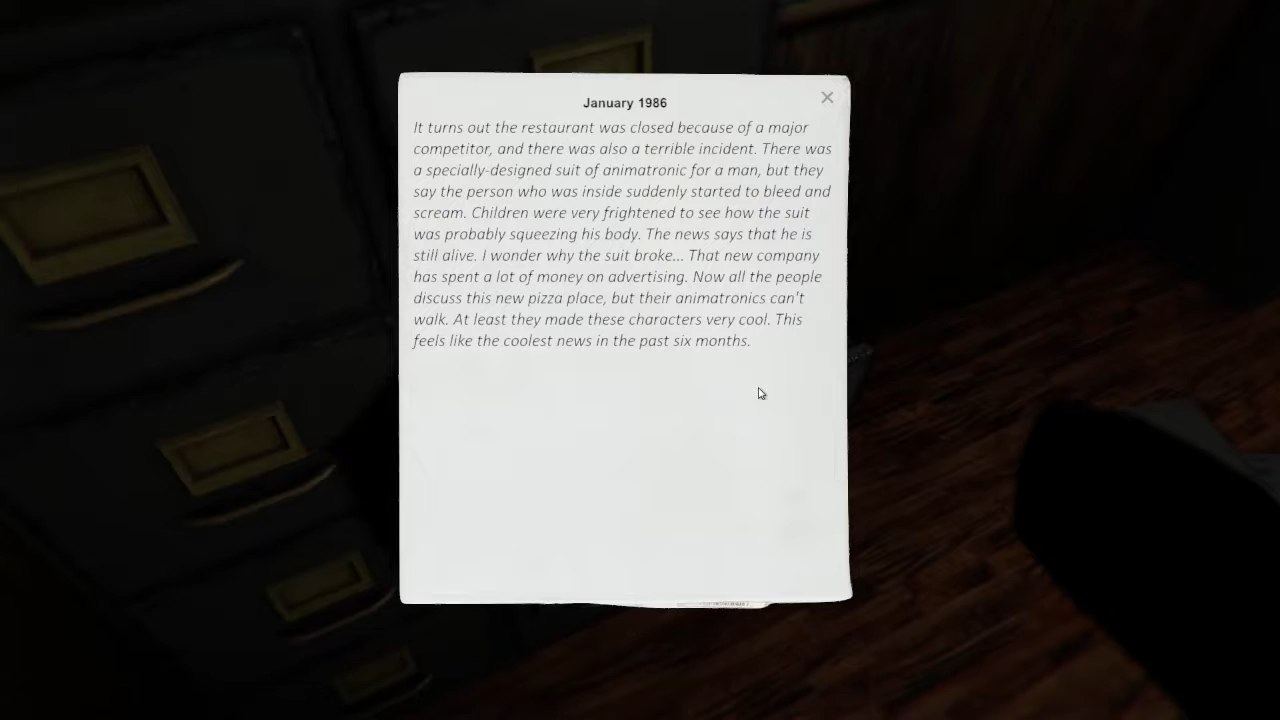 January 1986
It turns out the restaurant was closed because of a major
competitor, and there was also a terrible incident. There was
a specially-designed suit of animatronic for a man, but they
say the person who was inside suddenly started to bleed and
scream. Children were very frightened to see how the suit
was probably squeezing his body. The news says that he is
still alive. I wonder why the suit broke... That new company
has spent a lot of money on advertising. Now all the people
discuss this new pizza place, but their animatronics can't
walk. At least they made these characters very cool. This
feels like the coolest news in the past six months.